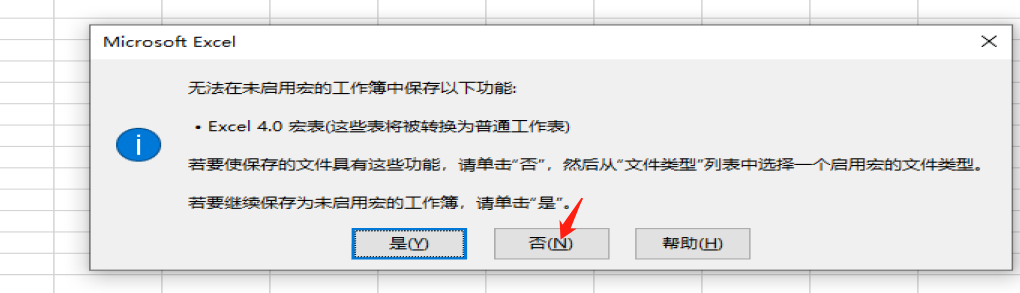 Microsoft Excel
无法在未启用宏的工作簿中保存以下功能:
• Excel 4.0 宏表(这些表将被转换为普通工作表)
若要使保存的文件具有这些功能，请单击“否”，然后从“文件类型”列表中选择一个启用宏的文件类型。
若要继续保存为未启用宏的工作簿，请单击“是”。
是(Y) 否(N) 帮助(H)